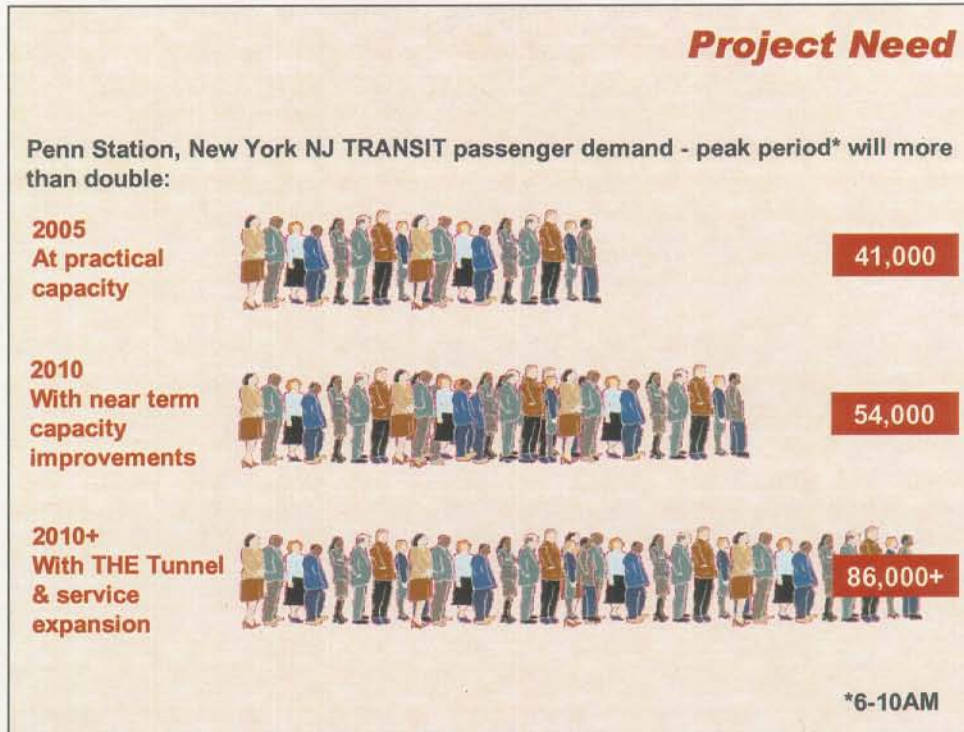 Project Need
Penn Station, New York NJ TRANSIT passenger demand - peak period* will more
than double:
2005
At practical
capacity
41,000
2010
With near term
capacity
improvements
54,000
2010+
With THE Tunnel
& service
expansion
86,000+
*6-10AM